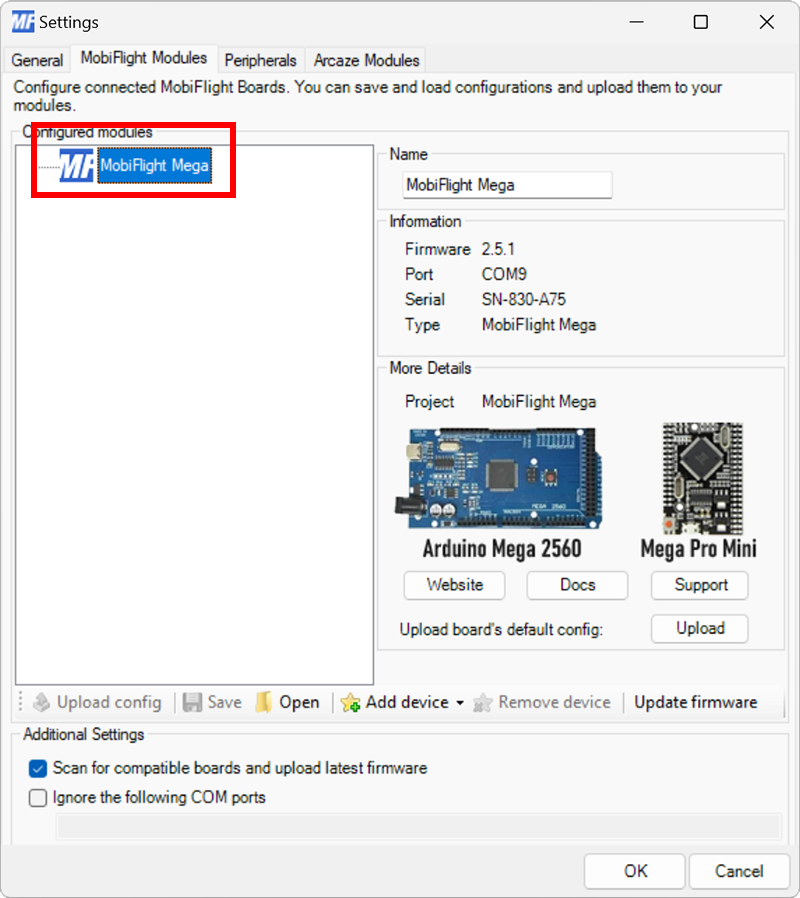 MF Settings
General MobiFlight Modules Peripherals Arcaze Modules
Configure connected MobiFlight Boards. You can save and load configurations and upload them to your
modules.
Configured modules
MF MobiFlight Mega
Name
MobiFlight Mega
Information
Firmware 2.5.1
Port COM9
Serial SN-830-A75
Type MobiFlight Mega
More Details
Project MobiFlight Mega
Arduino Mega 2560 Mega Pro Mini
Website Docs Support
Upload board's default config: Upload
Upload config Save Open Add device Remove device Update firmware
Additional Settings
Scan for compatible boards and upload latest firmware
Ignore the following COM ports
OK Cancel